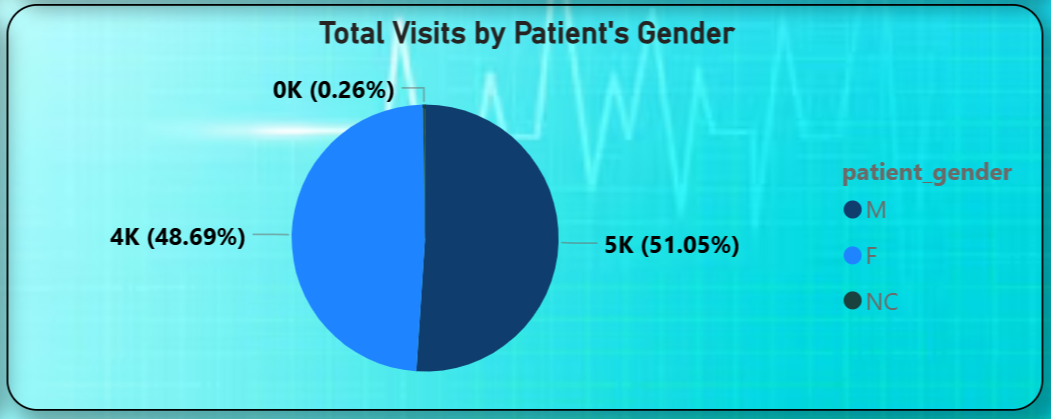 Total Visits by Patient's Gender
0K (0.26%)
4K (48.69%)
5K (51.05%)
patient_gender
M
F
NC